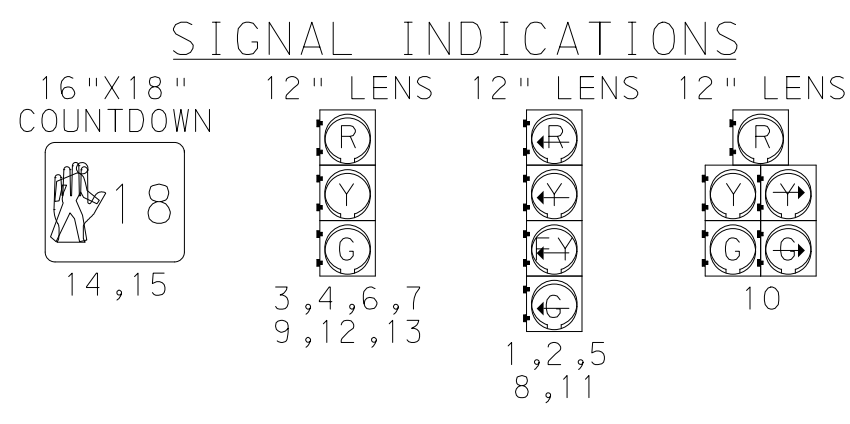 SIGNAL INDICATIONS
16"X18"
COUNTDOWN
18
14,15
12" LENS
R
Y
G
3,4,6,7
9,12,13
12" LENS
R
Y
FY
G
1,2,5
8,11
12" LENS
R
Y Y
G G
10